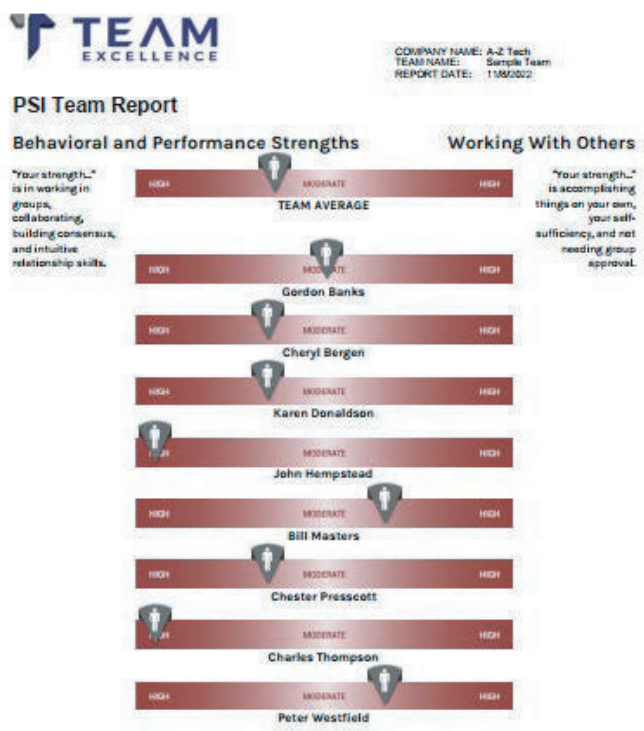 TEAM
EXCELLENCE
COMPANY NAME: A-Z Tech
TEAM NAME: Sample Team
REPORT DATE: 11/8/2022
PSI Team Report
Behavioral and Performance Strengths
Working With Others
"Your strength..."
is in working in
groups,
collaborating,
building consensus,
and intuitive
relationship skills.
HIGH MODERATE HIGH
TEAM AVERAGE
"Your strength..."
is accomplishing
things on your own,
your self-
sufficiency, and not
needing group
approval.
HIGH HIGH
Gordon Banks
HIGH MODERATE HIGH
Cheryl Bergen
HIGH MODERATE HIGH
Karen Donaldson
MODERATE HIGH
John Hempstead
HIGH MODERATE HIGH
Bill Masters
HIGH MODERATE HIGH
Chester Presscott
MODERATE HIGH
Charles Thompson
HIGH MODERATE HIGH
Peter Westfield